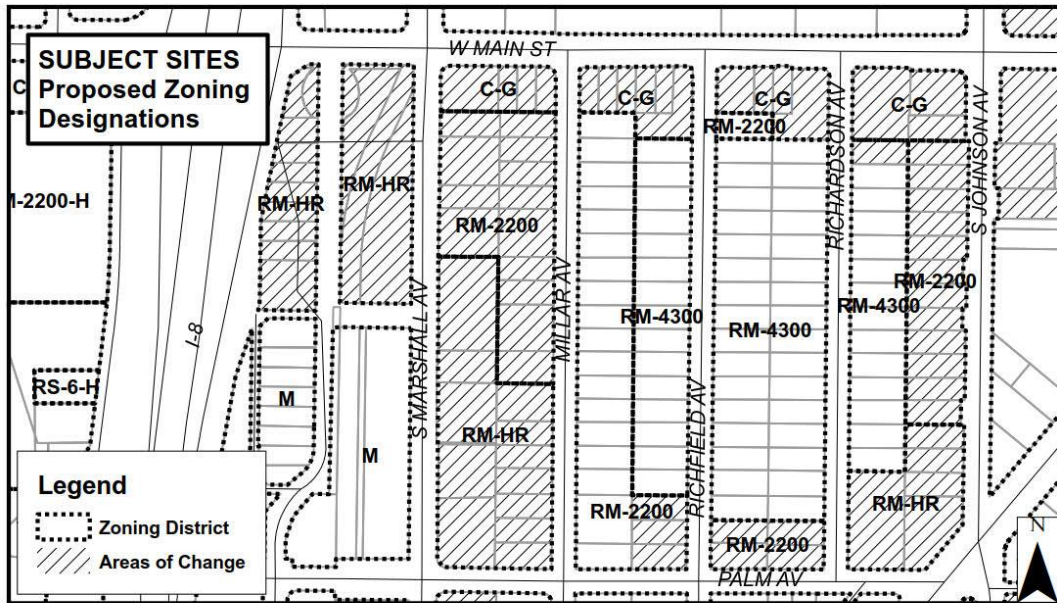 SUBJECT SITES
Proposed Zoning
Designations
W MAIN ST
C
C-G
C-G
C-G
C-G
RM-2200
RM-HR
RM-HR
M-2200-H
RM-2200
RICHARDSON AV
S JOHNSON AV
RM-2200
RM-4300
RM-4300
RM-4300
I-8
S MARSHALL AV
MILLAR AV
RICHFIELD AV
RS-6-H
M
M
RM-HR
RM-2200
RM-HR
RM-2200
PALM AV
Legend
Zoning District
Areas of Change
N